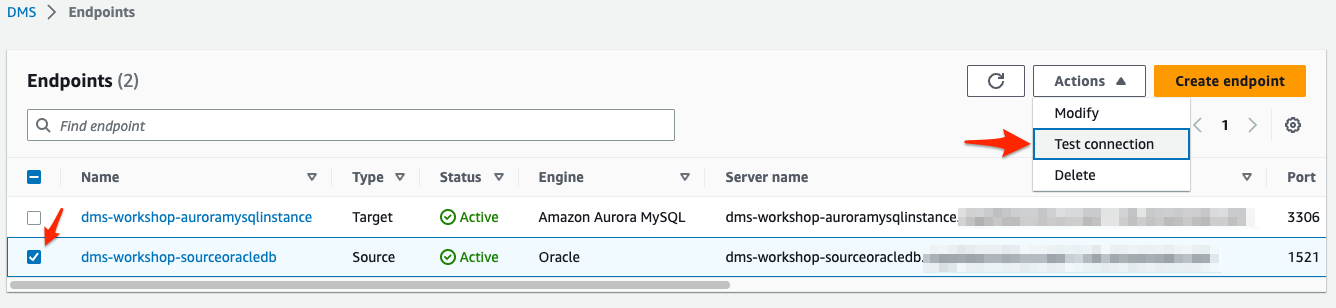 DMS > Endpoints
Endpoints (2)
Actions
Create endpoint
Find endpoint
Modify
1
Test connection
Delete
Name Type Status Engine Server name Port
dms-workshop-auroramysqlinstance Target Active Amazon Aurora MySQL dms-workshop-auroramysqlinstance. 3306
dms-workshop-sourceoracledb Source Active Oracle dms-workshop-sourceoracledb. 1521